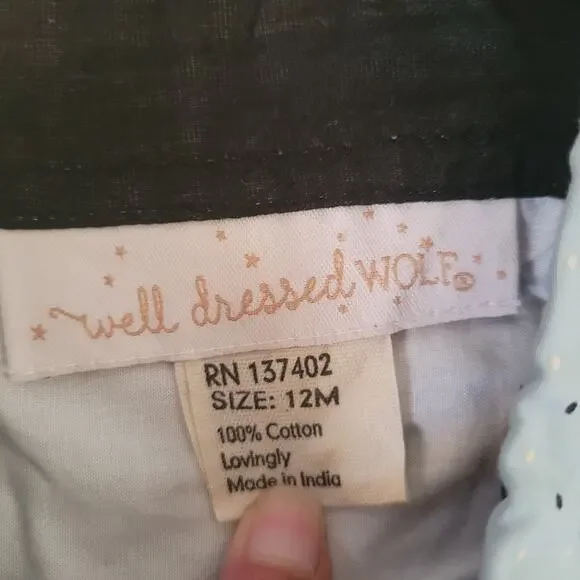 well dressed WOLF®
RN 137402
SIZE: 12M
100% Cotton
Lovingly
Made in India